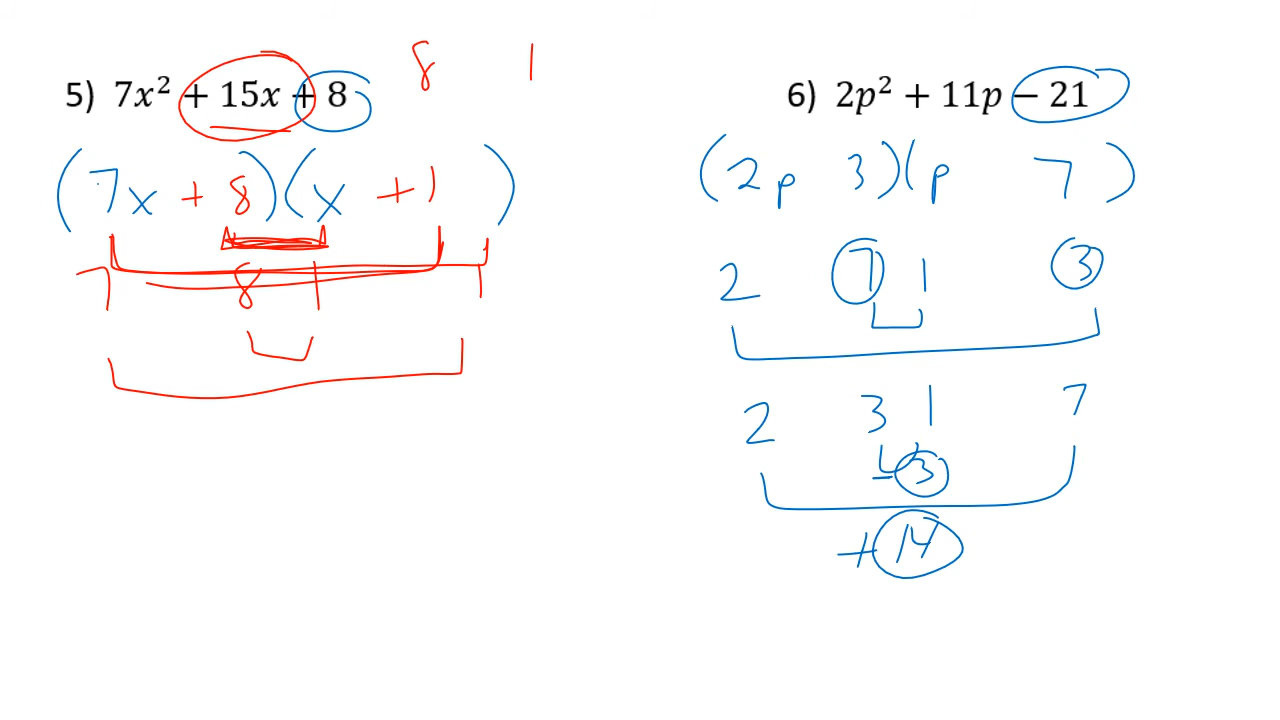 5) 7x² + 15x + 8
8 1
(7x + 8)(x + 1 )
7 8 1 1
6) 2p² + 11p − 21
(2p 3)(p 7)
2 7 1 3
2 3 1 7
- 3
+ 14